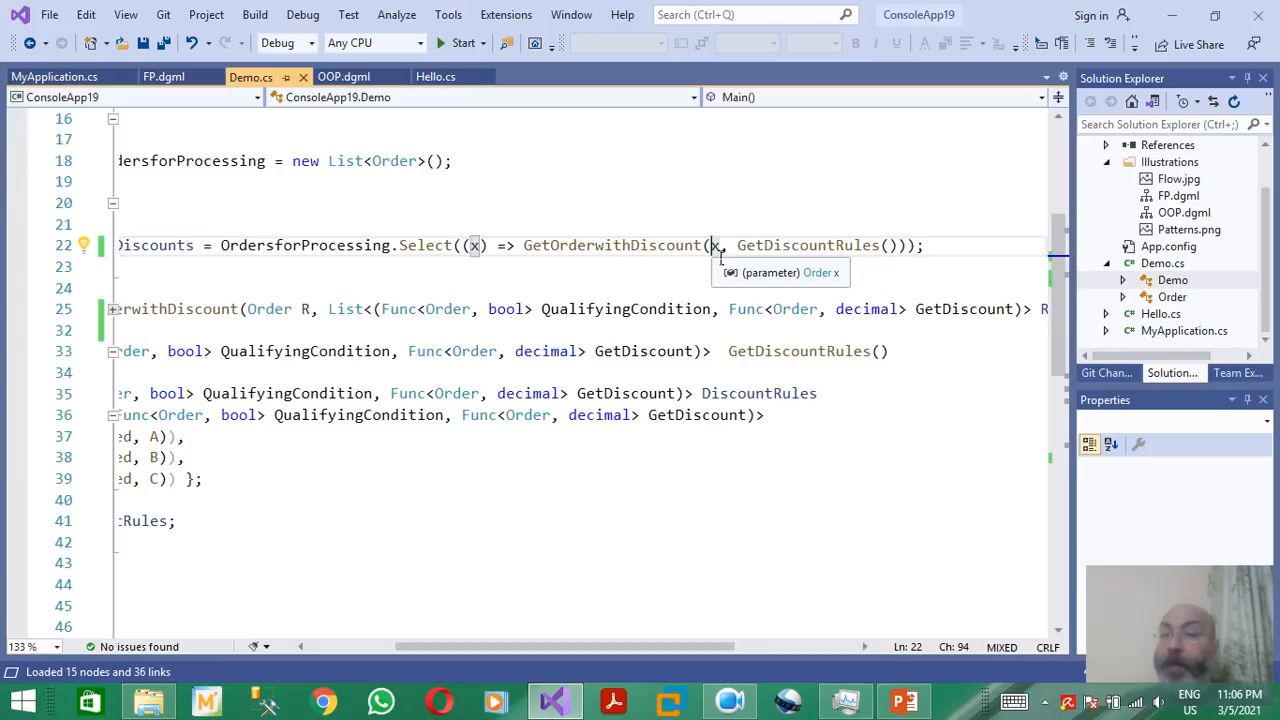 File Edit View Git Project Build Debug Test Analyze Tools Extensions Window Help Search (Ctrl+Q) ConsoleApp19 Sign in
Debug Any CPU Start Live Share
MyApplication.cs FP.dgml Demo.cs OOP.dgml Hello.cs
ConsoleApp19 ConsoleApp19.Demo Main()
16
17
18 dersforProcessing = new List<Order>();
19
20
21
22 Discounts = OrdersforProcessing.Select((x) => GetOrderwithDiscount(x, GetDiscountRules()));
(parameter) Order x
23
24
25 erwithDiscount(Order R, List<(Func<Order, bool> QualifyingCondition, Func<Order, decimal> GetDiscount)> R
32
33 rder, bool> QualifyingCondition, Func<Order, decimal> GetDiscount)> GetDiscountRules()
34
35 er, bool> QualifyingCondition, Func<Order, decimal> GetDiscount)> DiscountRules
36 Func<Order, bool> QualifyingCondition, Func<Order, decimal> GetDiscount)>
37 ed, A)),
38 ed, B)),
39 ed, C)) };
40
41 tRules;
42
43
44
45
46
133 % No issues found Ln: 22 Ch: 94 MIXED CRLF
Loaded 15 nodes and 36 links
Solution Explorer
Search Solution Explorer (Ctrl+;)
References
Illustrations
Flow.jpg
FP.dgml
OOP.dgml
Patterns.png
App.config
Demo.cs
Demo
Order
Hello.cs
MyApplication.cs
Git Chan... Solution... Team Ex...
Properties
ENG
US
11:06 PM
3/5/2021